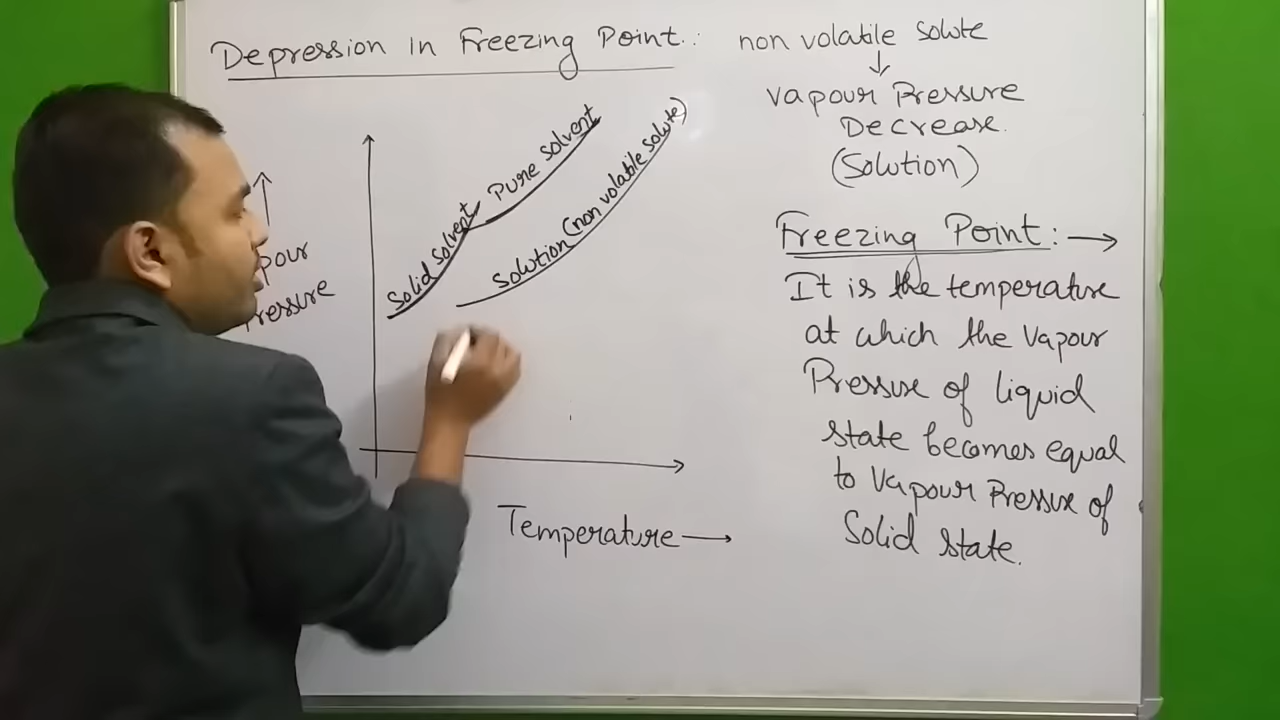 Depression in Freezing Point.:
non volatile solute
↓
Vapour Pressure
Decrease.
(Solution)
Pure solvent
Solid solvent
Solution (non volatile solute)
Pressure
Temperature →
Freezing Point: →
It is the temperature
at which the vapour
Pressure of liquid
state becomes equal
to Vapour Pressure of
Solid state.